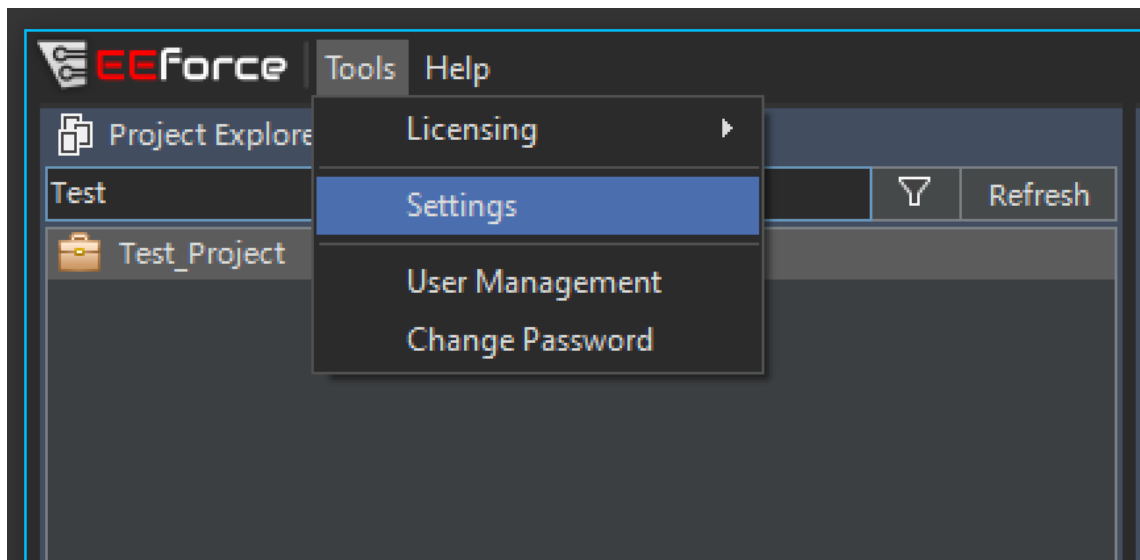 EEforce Tools Help
Project Explore
Licensing
Test
Refresh
Settings
Test_Project
User Management
Change Password